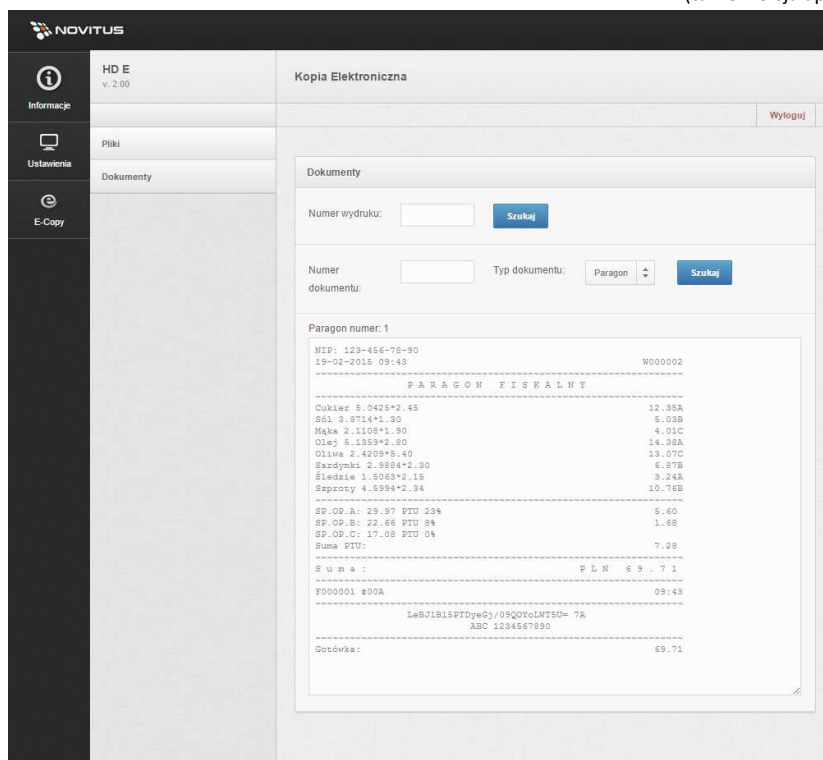 NOVITUS
Informacje
Ustawienia
E-Copy
HD E
v. 2.00
Pliki
Dokumenty
Kopia Elektroniczna
Wyloguj
Dokumenty
Numer wydruku:
Szukaj
Numer dokumentu:
Typ dokumentu:
Paragon
Szukaj
Paragon numer: 1
NIP: 123-456-78-90
19-02-2015 09:43 W000002
P A R A G O N F I S K A L N Y
Cukier 5.0425*2.45 12.35A
Sól 3.8714*1.30 5.03B
Mąka 2.1108*1.90 4.01C
Olej 5.1359*2.80 14.38A
Oliwa 2.4209*5.40 13.07C
Sardynki 2.9884*2.30 6.87B
Śledzie 1.5063*2.15 3.24A
Szproty 4.5994*2.34 10.76B
SP.OP.A: 29.97 PTU 23% 5.60
SP.OP.B: 22.66 PTU 8% 1.68
SP.OP.C: 17.08 PTU 0%
Suma PTU: 7.28
S u m a : P L N 6 9 . 7 1
F000001 #00A 09:43
7A
ABC 1234567890
Gotówka: 69.71